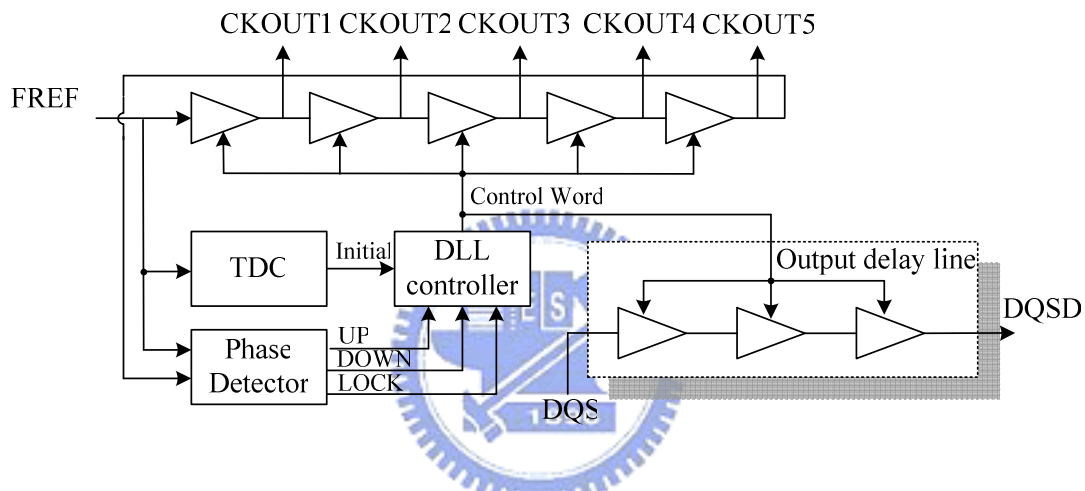 CKOUT1 CKOUT2 CKOUT3 CKOUT4 CKOUT5
FREF
Control Word
TDC
Initial
DLL
controller
Output delay line
DQSD
Phase
Detector
UP
DOWN
LOCK
DQS